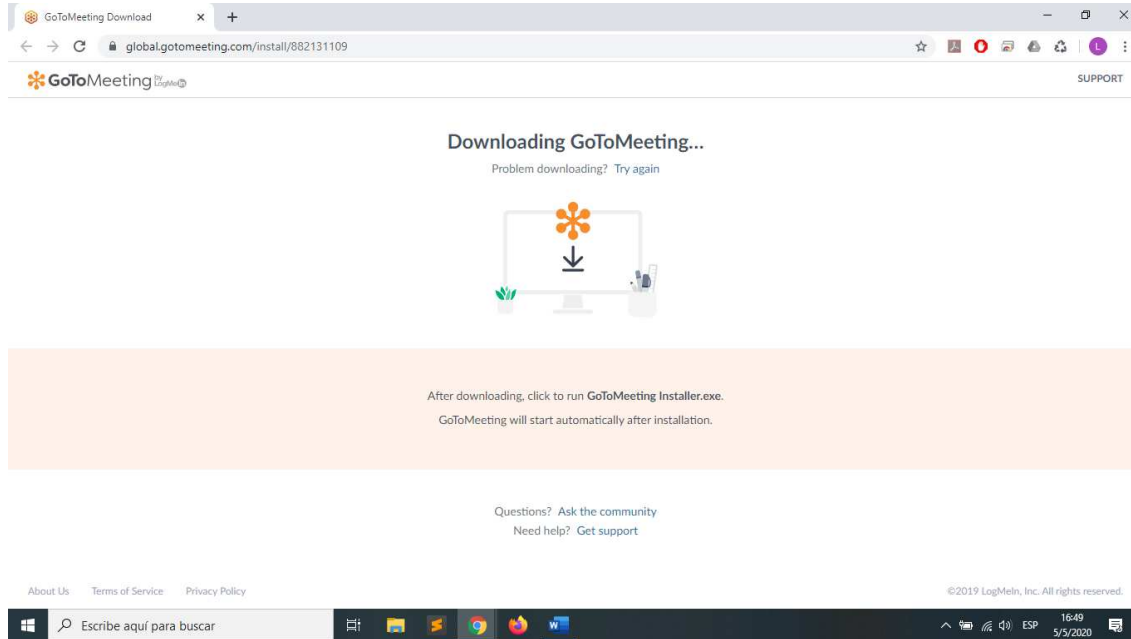 GoToMeeting Download
global.gotomeeting.com/install/882131109
L
GoToMeeting by LogMeIn
SUPPORT
Downloading GoToMeeting...
Problem downloading? Try again
After downloading, click to run GoToMeeting Installer.exe.
GoToMeeting will start automatically after installation.
Questions? Ask the community
Need help? Get support
About Us Terms of Service Privacy Policy
©2019 LogMeIn, Inc. All rights reserved.
Escribe aquí para buscar
ESP
16:49
5/5/2020